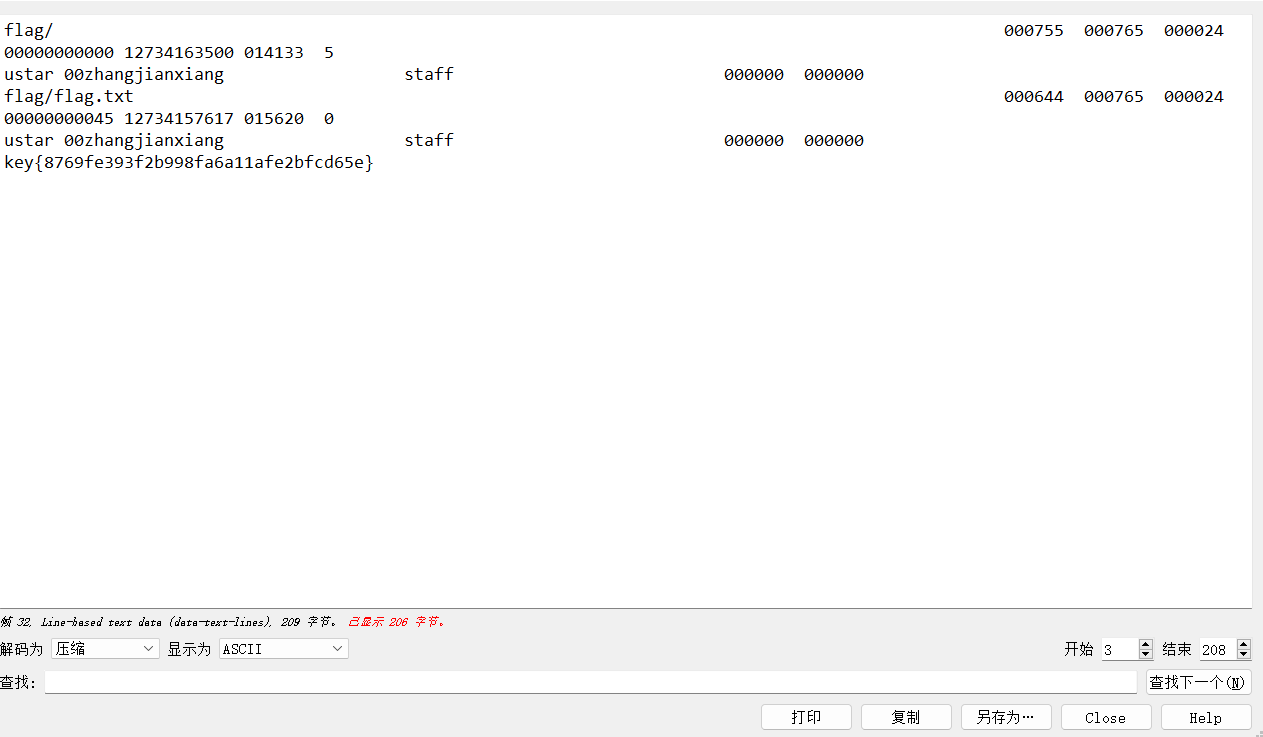 flag/ 000755 000765 000024
00000000000 12734163500 014133 5
ustar 00zhangjianxiang staff 000000 000000
flag/flag.txt 000644 000765 000024
00000000045 12734157617 015620 0
ustar 00zhangjianxiang staff 000000 000000
key{8769fe393f2b998fa6a11afe2bfcd65e}
帧 32, Line-based text data (data-text-lines), 209 字节。 已显示 206 字节。
解码为 压缩 显示为 ASCII 开始 3 结束 208
查找: 查找下一个(N)
打印 复制 另存为… Close Help